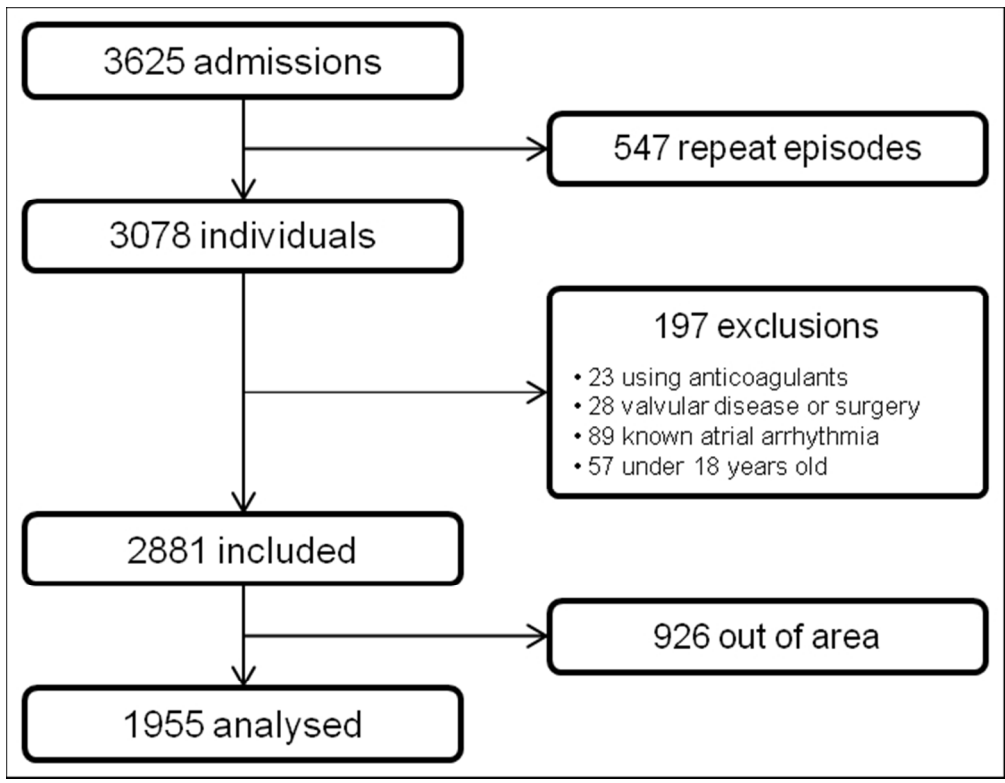 3625 admissions
547 repeat episodes
3078 individuals
197 exclusions
• 23 using anticoagulants
• 28 valvular disease or surgery
• 89 known atrial arrhythmia
• 57 under 18 years old
2881 included
926 out of area
1955 analysed